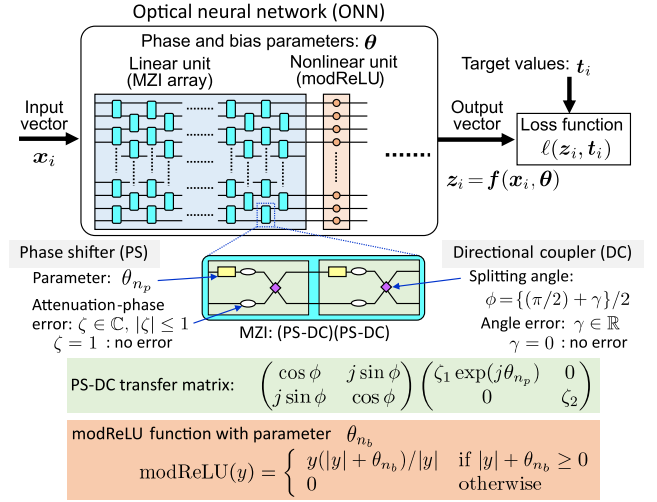 Optical neural network (ONN)
Phase and bias parameters: θ
Linear unit
(MZI array)
Nonlinear unit
(modReLU)
Target values: t_i
Input
vector
x_i
Output
vector
Loss function
ℓ(z_i, t_i)
z_i = f(x_i, θ)
Phase shifter (PS)
Parameter: θ_{n_p}
Attenuation-phase
error: ζ ∈ ℂ, |ζ| ≤ 1
ζ = 1 : no error
MZI: (PS-DC)(PS-DC)
Directional coupler (DC)
Splitting angle:
ϕ = {(π/2) + γ}/2
Angle error: γ ∈ ℝ
γ = 0 : no error
PS-DC transfer matrix: ( cos ϕ j sin ϕ ) ( ζ_1 exp(jθ_{n_p}) 0 )
( j sin ϕ cos ϕ ) ( 0 ζ_2 )
modReLU function with parameter θ_{n_b}
modReLU(y) = { y(|y| + θ_{n_b})/|y| if |y| + θ_{n_b} ≥ 0
0 otherwise